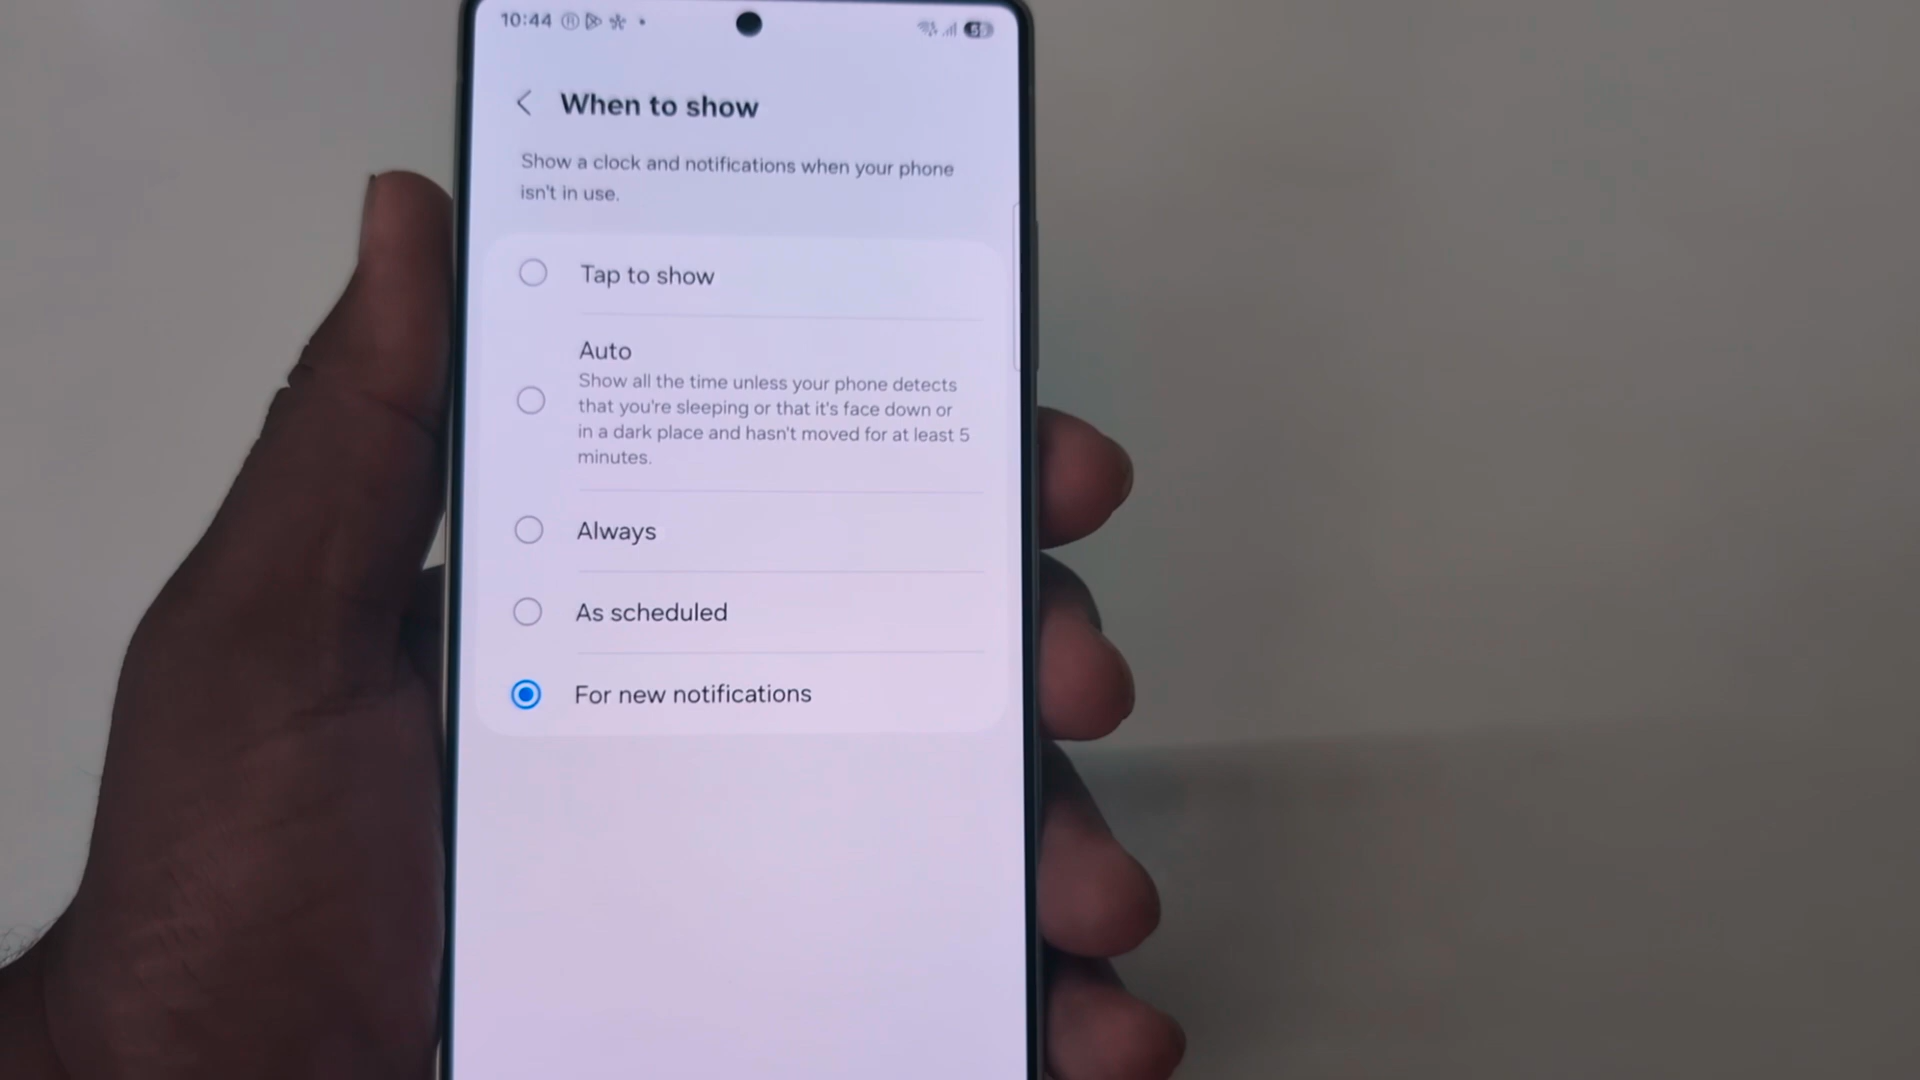 10:44
When to show
Show a clock and notifications when your phone
isn't in use.
Tap to show
Auto
Show all the time unless your phone detects
that you're sleeping or that it's face down or
in a dark place and hasn't moved for at least 5
minutes.
Always
As scheduled
For new notifications